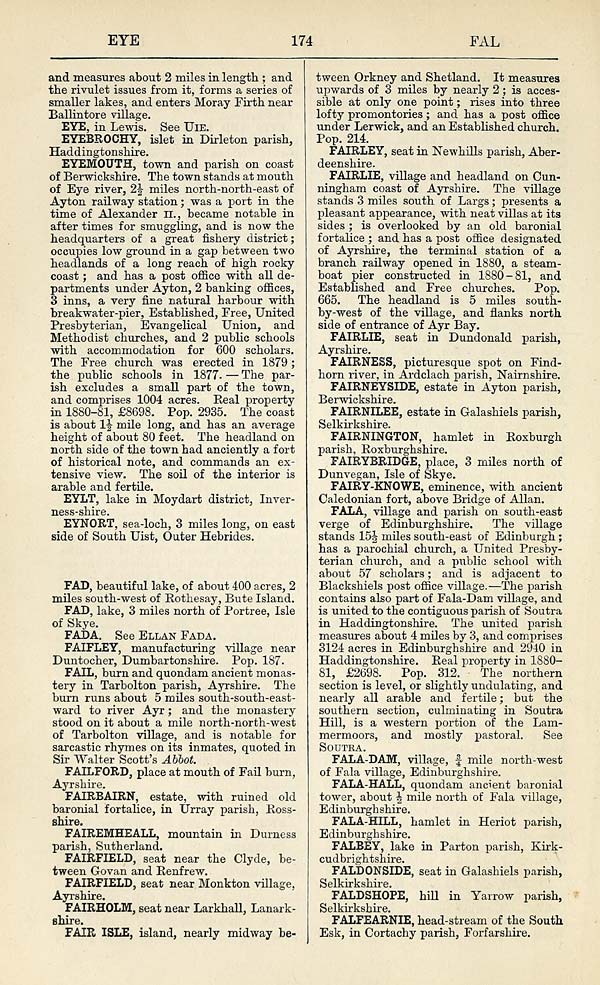 EYE 174 FAL
and measures about 2 miles in length; and
the rivulet issues from it, forms a series of
smaller lakes, and enters Moray Firth near
Ballintore village.
EYE, in Lewis. See UIE.
EYEBROCHY, islet in Dirleton parish,
Haddingtonshire.
EYEMOUTH, town and parish on coast
of Berwickshire. The town stands at mouth
of Eye river, 2½ miles north-north-east of
Ayton railway station; was a port in the
time of Alexander II., became notable in
after times for smuggling, and is now the
headquarters of a great fishery district;
occupies low ground in a gap between two
headlands of a long reach of high rocky
coast; and has a post office with all de-
partments under Ayton, 2 banking offices,
3 inns, a very fine natural harbour with
breakwater-pier, Established, Free, United
Presbyterian, Evangelical Union, and
Methodist churches, and 2 public schools
with accommodation for 600 scholars.
The Free church was erected in 1879;
the public schools in 1877.—The par-
ish excludes a small part of the town,
and comprises 1004 acres. Real property
in 1880-81, £8698. Pop. 2935. The coast
is about 1½ mile long, and has an average
height of about 80 feet. The headland on
north side of the town had anciently a fort
of historical note, and commands an ex-
tensive view. The soil of the interior is
arable and fertile.
EYLT, lake in Moydart district, Inver-
ness-shire.
EYNORT, sea-loch, 3 miles long, on east
side of South Uist, Outer Hebrides.
FAD, beautiful lake, of about 400 acres, 2
miles south-west of Rothesay, Bute Island.
FAD, lake, 3 miles north of Portree, Isle
of Skye.
FADA. See ELLAN FADA.
FAIFLEY, manufacturing village near
Duntocher, Dumbartonshire. Pop. 187.
FAIL, burn and quondam ancient monas-
tery in Tarbolton parish, Ayrshire. The
burn runs about 5 miles south-south-east-
ward to river Ayr; and the monastery
stood on it about a mile north-north-west
of Tarbolton village, and is notable for
sarcastic rhymes on its inmates, quoted in
Sir Walter Scott's Abbot.
FAILFORD, place at mouth of Fail burn,
Ayrshire.
FAIRBAIRN, estate, with ruined old
baronial fortalice, in Urray parish, Ross-
shire.
FAIREMHEALL, mountain in Durness
parish, Sutherland.
FAIRFIELD, seat near the Clyde, be-
tween Govan and Renfrew.
FAIRFIELD, seat near Monkton village,
Ayrshire.
FAIRHOLM, seat near Larkhall, Lanark-
shire.
FAIR ISLE, island, nearly midway be-
tween Orkney and Shetland. It measures
upwards of 3 miles by nearly 2; is acces-
sible at only one point; rises into three
lofty promontories; and has a post office
under Lerwick, and an Established church.
Pop. 214.
FAIRLEY, seat in Newhills parish, Aber-
deenshire.
FAIRLIE, village and headland on Cun-
ningham coast of Ayrshire. The village
stands 3 miles south of Largs; presents a
pleasant appearance, with neat villas at its
sides; is overlooked by an old baronial
fortalice; and has a post office designated
of Ayrshire, the terminal station of a
branch railway opened in 1880, a steam-
boat pier constructed in 1880-81, and
Established and Free churches. Pop.
665. The headland is 5 miles south-
by-west of the village, and flanks north
side of entrance of Ayr Bay.
FAIRLIE, seat in Dundonald parish,
Ayrshire.
FAIRNESS, picturesque spot on Find-
horn river, in Ardclach parish, Nairnshire.
FAIRNEYSIDE, estate in Ayton parish,
Berwickshire.
FAIRNILEE, estate in Galashiels parish,
Selkirkshire.
FAIRNINGTON, hamlet in Roxburgh
parish, Roxburghshire.
FAIRYBRIDGE, place, 3 miles north of
Dunvegan, Isle of Skye.
FAIRY-KNOWE, eminence, with ancient
Caledonian fort, above Bridge of Allan.
FALA, village and parish on south-east
verge of Edinburghshire. The village
stands 15½ miles south-east of Edinburgh;
has a parochial church, a United Presby-
terian church, and a public school with
about 57 scholars; and is adjacent to
Blackshiels post office village.—The parish
contains also part of Fala-Dam village, and
is united to the contiguous parish of Soutra
in Haddingtonshire. The united parish
measures about 4 miles by 3, and comprises
3124 acres in Edinburghshire and 2940 in
Haddingtonshire. Real property in 1880-
81, £2698. Pop. 312. The northern
section is level, or slightly undulating, and
nearly all arable and fertile; but the
southern section, culminating in Soutra
Hill, is a western portion of the Lam-
mermoors, and mostly pastoral. See
SOUTRA.
FALA-DAM, village, ¾ mile north-west
of Fala village, Edinburghshire.
FALA-HALL, quondam ancient baronial
tower, about ½ mile north of Fala village,
Edinburghshire.
FALA-HILL, hamlet in Heriot parish,
Edinburghshire.
FALBEY, lake in Parton parish, Kirk-
cudbrightshire.
FALDONSIDE, seat in Galashiels parish,
Selkirkshire.
FALDSHOPE, hill in Yarrow parish,
Selkirkshire.
FALFEARNIE, head-stream of the South
Esk, in Cortachy parish, Forfarshire.